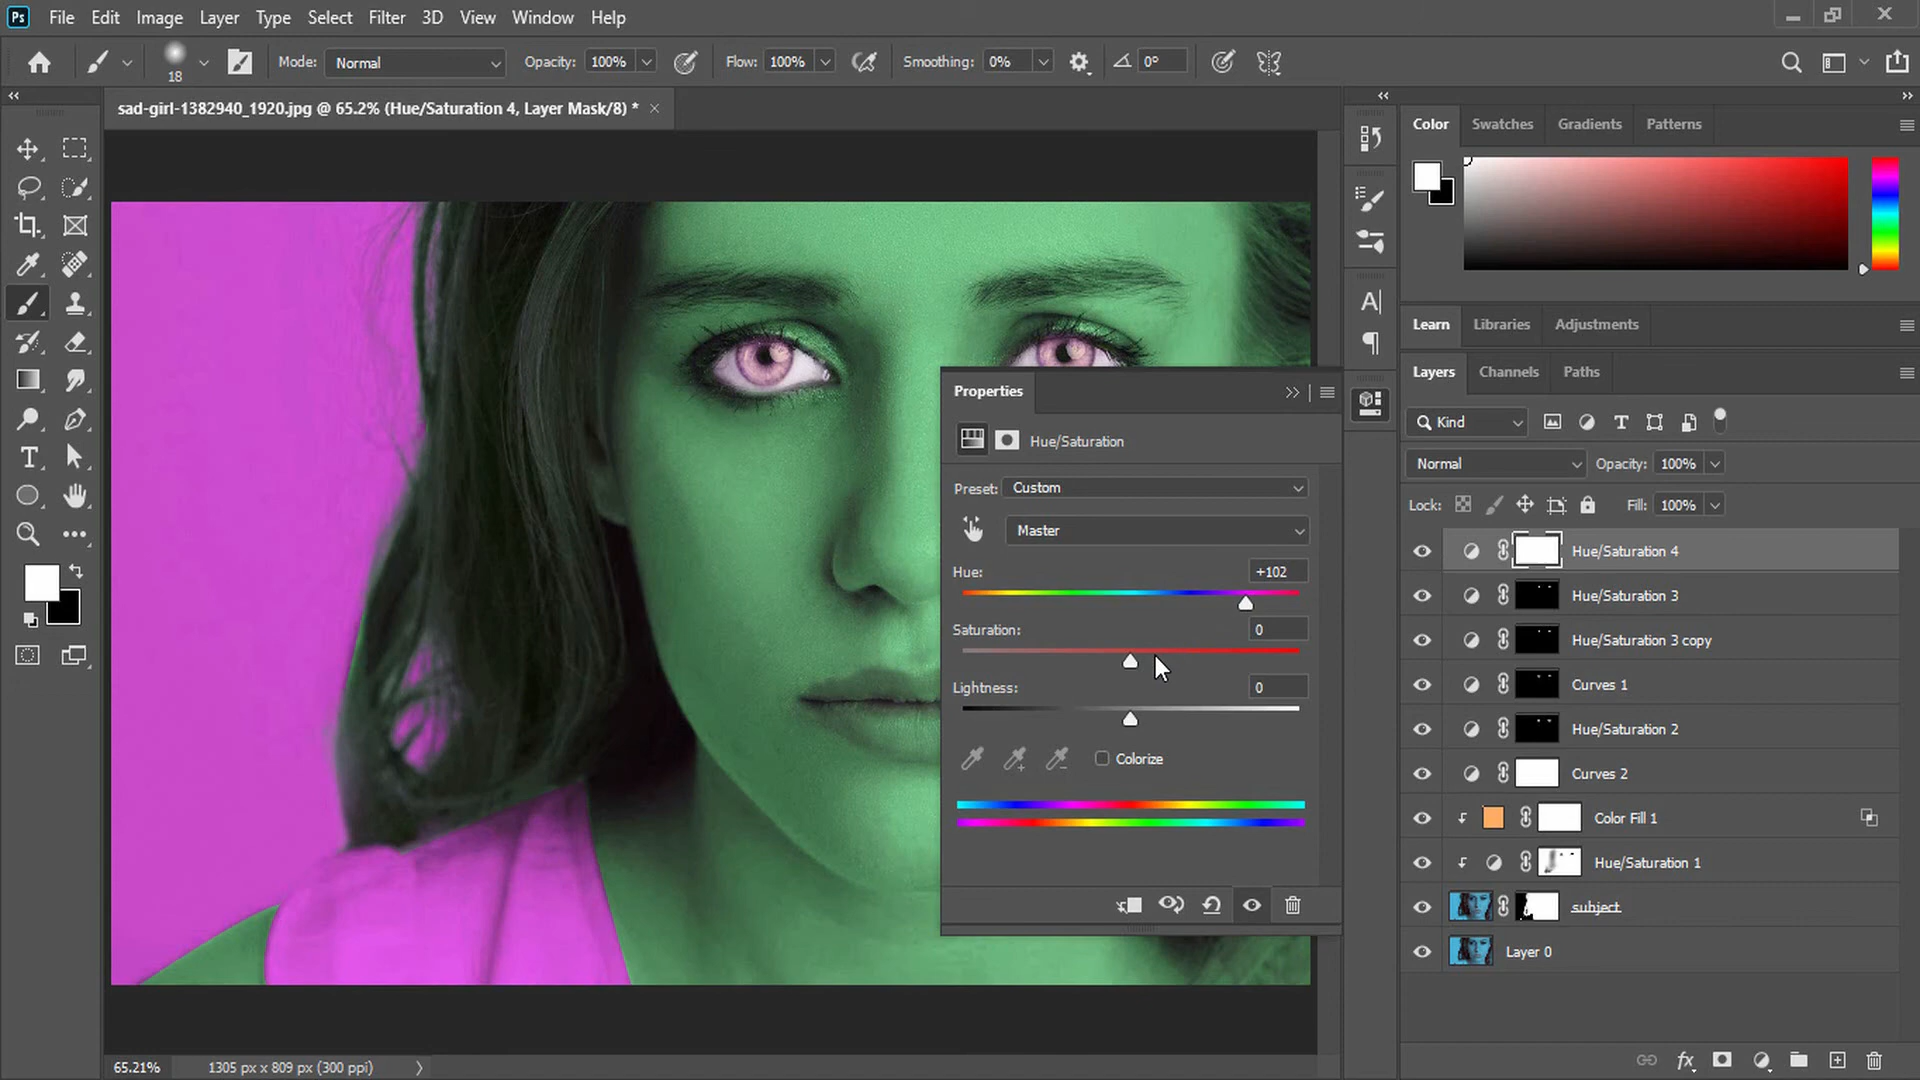 Ps File Edit Image Layer Type Select Filter 3D View Window Help
18 Mode: Normal Opacity: 100% Flow: 100% Smoothing: 0% 0°
sad-girl-1382940_1920.jpg @ 65.2% (Hue/Saturation 4, Layer Mask/8) *
Color Swatches Gradients Patterns
Learn Libraries Adjustments
Layers Channels Paths
Kind
Normal Opacity: 100%
Lock: Fill: 100%
Hue/Saturation 4
Hue/Saturation 3
Hue/Saturation 3 copy
Curves 1
Hue/Saturation 2
Curves 2
Color Fill 1
Hue/Saturation 1
subject
Layer 0
Properties
Hue/Saturation
Preset: Custom
Master
Hue: +102
Saturation: 0
Lightness: 0
Colorize
65.21% 1305 px x 809 px (300 ppi)